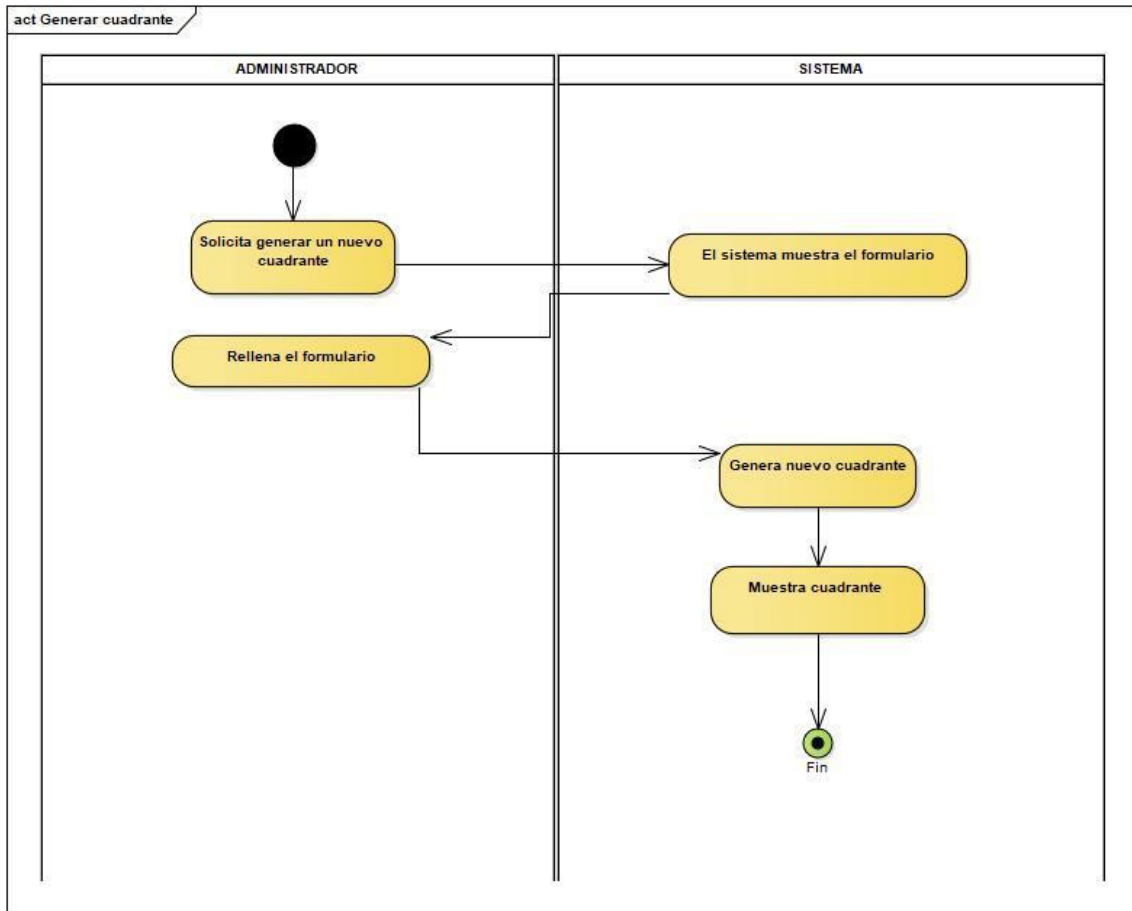 act Generar cuadrante
ADMINISTRADOR
SISTEMA
Solicita generar un nuevo
cuadrante
El sistema muestra el formulario
Rellena el formulario
Genera nuevo cuadrante
Muestra cuadrante
Fin